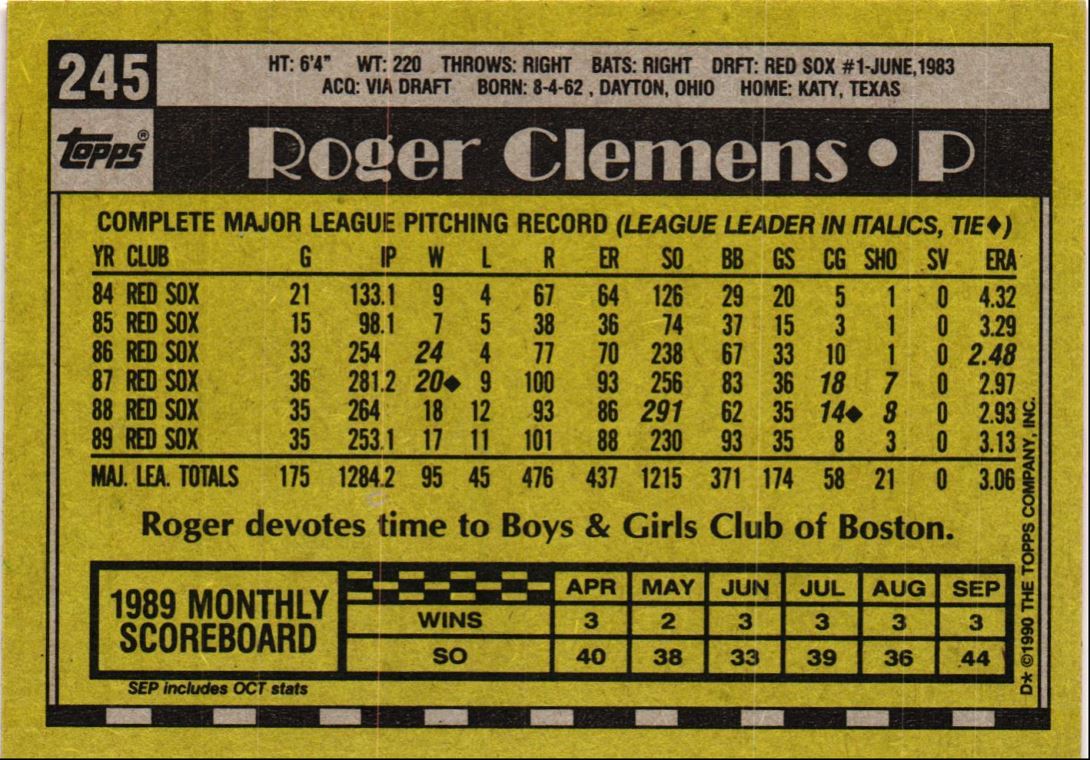 245
HT: 6'4" WT: 220 THROWS: RIGHT BATS: RIGHT DRFT: RED SOX #1-JUNE,1983
ACQ: VIA DRAFT BORN: 8-4-62 , DAYTON, OHIO HOME: KATY, TEXAS
topps®
Roger Clemens • P
COMPLETE MAJOR LEAGUE PITCHING RECORD (LEAGUE LEADER IN ITALICS, TIE♦)
YR CLUB G IP W L R ER SO BB GS CG SHO SV ERA
84 RED SOX 21 133.1 9 4 67 64 126 29 20 5 1 0 4.32
85 RED SOX 15 98.1 7 5 38 36 74 37 15 3 1 0 3.29
86 RED SOX 33 254 24 4 77 70 238 67 33 10 1 0 2.48
87 RED SOX 36 281.2 20♦ 9 100 93 256 83 36 18 7 0 2.97
88 RED SOX 35 264 18 12 93 86 291 62 35 14♦ 8 0 2.93
89 RED SOX 35 253.1 17 11 101 88 230 93 35 8 3 0 3.13
MAJ. LEA. TOTALS 175 1284.2 95 45 476 437 1215 371 174 58 21 0 3.06
Roger devotes time to Boys & Girls Club of Boston.
1989 MONTHLY
SCOREBOARD
APR MAY JUN JUL AUG SEP
WINS 3 2 3 3 3 3
SO 40 38 33 39 36 44
SEP includes OCT stats
D* ©1990 THE TOPPS COMPANY, INC.